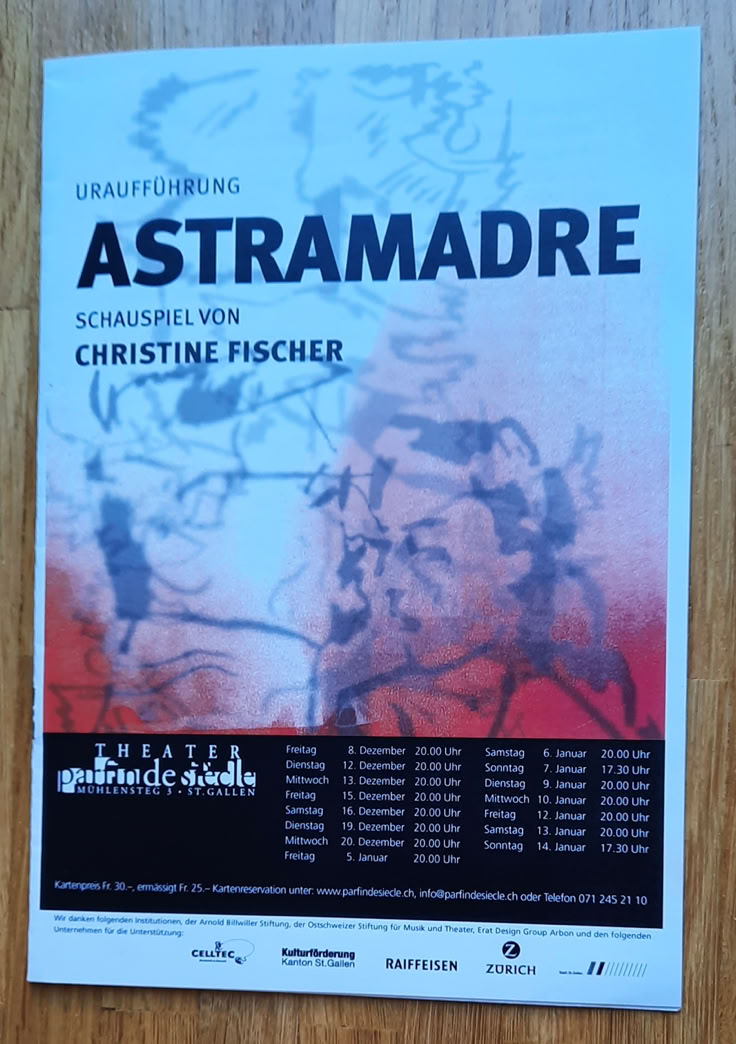 URAUFFÜHRUNG
ASTRAMADRE
SCHAUSPIEL VON
CHRISTINE FISCHER
THEATER
parfin de siècle
MÜHLENSTEG 3 • ST.GALLEN
Freitag 8. Dezember 20.00 Uhr
Dienstag 12. Dezember 20.00 Uhr
Mittwoch 13. Dezember 20.00 Uhr
Freitag 15. Dezember 20.00 Uhr
Samstag 16. Dezember 20.00 Uhr
Dienstag 19. Dezember 20.00 Uhr
Mittwoch 20. Dezember 20.00 Uhr
Freitag 5. Januar 20.00 Uhr
Samstag 6. Januar 20.00 Uhr
Sonntag 7. Januar 17.30 Uhr
Dienstag 9. Januar 20.00 Uhr
Mittwoch 10. Januar 20.00 Uhr
Freitag 12. Januar 20.00 Uhr
Samstag 13. Januar 20.00 Uhr
Sonntag 14. Januar 17.30 Uhr
Kartenpreis Fr. 30.–, ermässigt Fr. 25.– Kartenreservation unter: www.parfindesiecle.ch, info@parfindesiecle.ch oder Telefon 071 245 21 10
Wir danken folgenden Institutionen, der Arnold Billwiller Stiftung, der Ostschweizer Stiftung für Musik und Theater, Erat Design Group Arbon und den folgenden
Unternehmen für die Unterstützung:
CELLTEC
Kulturförderung
Kanton St.Gallen
RAIFFEISEN
Z
ZÜRICH